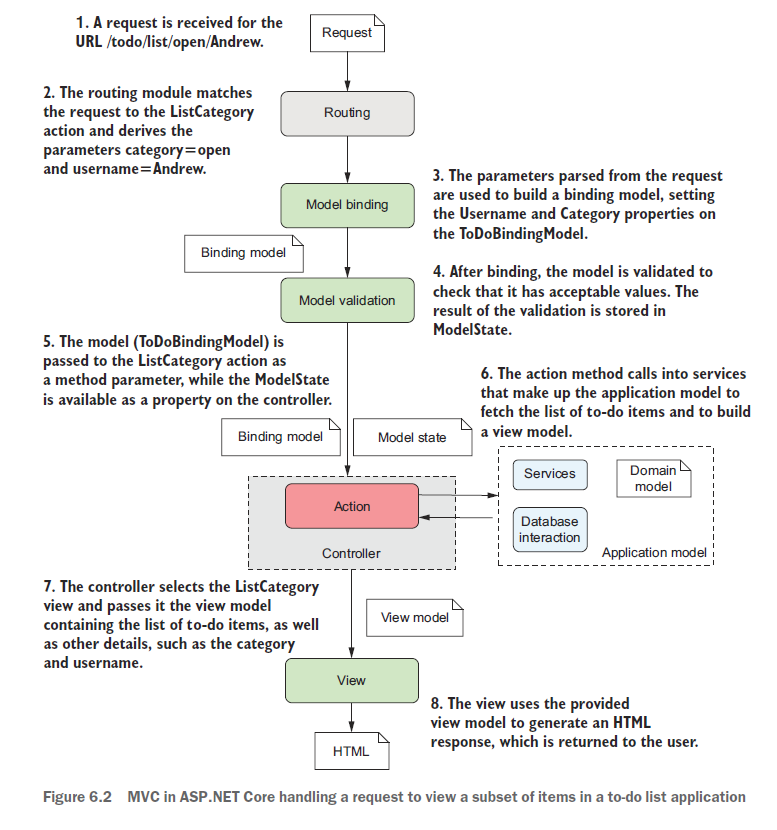 1. A request is received for the
URL /todo/list/open/Andrew.
Request
2. The routing module matches
the request to the ListCategory
action and derives the
parameters category=open
and username=Andrew.
Routing
3. The parameters parsed from the request
are used to build a binding model, setting
the Username and Category properties on
the ToDoBindingModel.
Model binding
Binding model
4. After binding, the model is validated to
check that it has acceptable values. The
result of the validation is stored in
ModelState.
Model validation
5. The model (ToDoBindingModel) is
passed to the ListCategory action as
a method parameter, while the ModelState
is available as a property on the controller.
6. The action method calls into services
that make up the application model to
fetch the list of to-do items and to build
a view model.
Binding model
Model state
Action
Controller
Services
Domain
model
Database
interaction
Application model
7. The controller selects the ListCategory
view and passes it the view model
containing the list of to-do items, as well
as other details, such as the category
and username.
View model
View
8. The view uses the provided
view model to generate an HTML
response, which is returned to the user.
HTML
Figure 6.2 MVC in ASP.NET Core handling a request to view a subset of items in a to-do list application